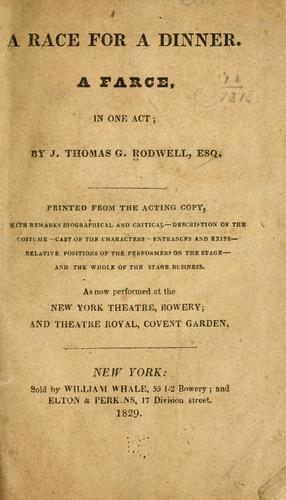 A RACE FOR A DINNER.
A FARCE,
IN ONE ACT;
BY J. THOMAS G. RODWELL, ESQ.
PRINTED FROM THE ACTING COPY,
WITH REMARKS BIOGRAPHICAL AND CRITICAL—DESCRIPTION OF THE
COSTUME—CAST OF THE CHARACTERS—ENTRANCES AND EXITS—
RELATIVE POSITIONS OF THE PERFORMERS ON THE STAGE—
AND THE WHOLE OF THE STAGE BUSINESS.
As now performed at the
NEW YORK THEATRE, BOWERY;
AND THEATRE ROYAL, COVENT GARDEN.
NEW YORK:
Sold by WILLIAM WHALE, 55 1-2 Bowery; and
ELTON & PERKINS, 17 Division street.
1829.